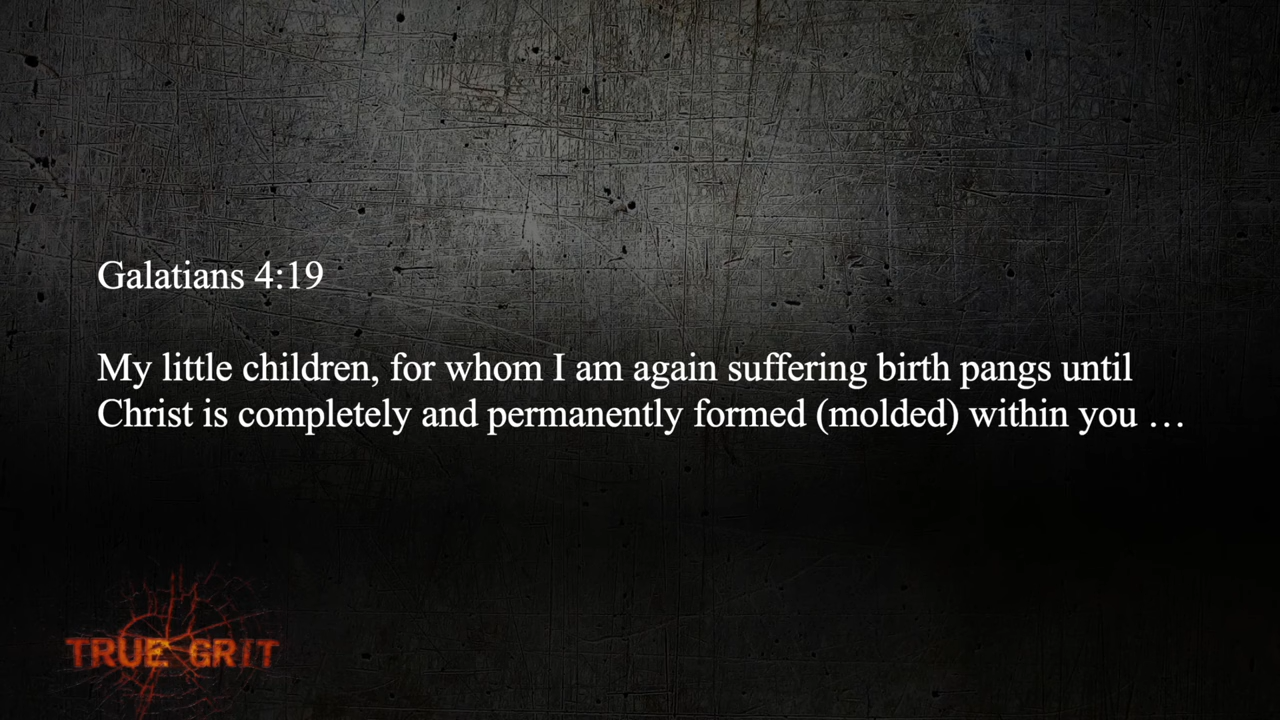 Galatians 4:19
My little children, for whom I am again suffering birth pangs until
Christ is completely and permanently formed (molded) within you …
TRUE GRIT